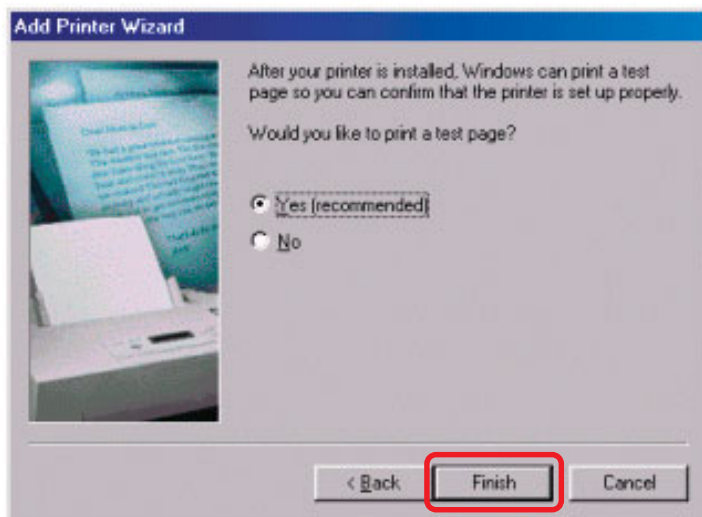 Add Printer Wizard
After your printer is installed, Windows can print a test
page so you can confirm that the printer is set up properly.
Would you like to print a test page?
Yes (recommended)
No
< Back
Finish
Cancel